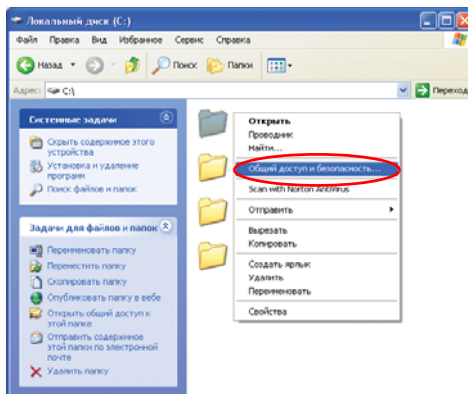 Локальный диск (C:)
Файл Правка Вид Избранное Сервис Справка
Назад Поиск Папки
Адрес: C:\ Переход
Системные задачи
Скрыть содержимое этого
устройства
Установка и удаление
программ
Поиск файлов и папок
Задачи для файлов и папок
Переименовать папку
Переместить папку
Скопировать папку
Опубликовать папку в вебе
Открыть общий доступ к
этой папке
Отправить содержимое
этой папки по электронной
почте
Удалить папку
Открыть
Проводник
Найти...
Общий доступ и безопасность...
Scan with Norton AntiVirus
Отправить
Вырезать
Копировать
Создать ярлык
Удалить
Переименовать
Свойства